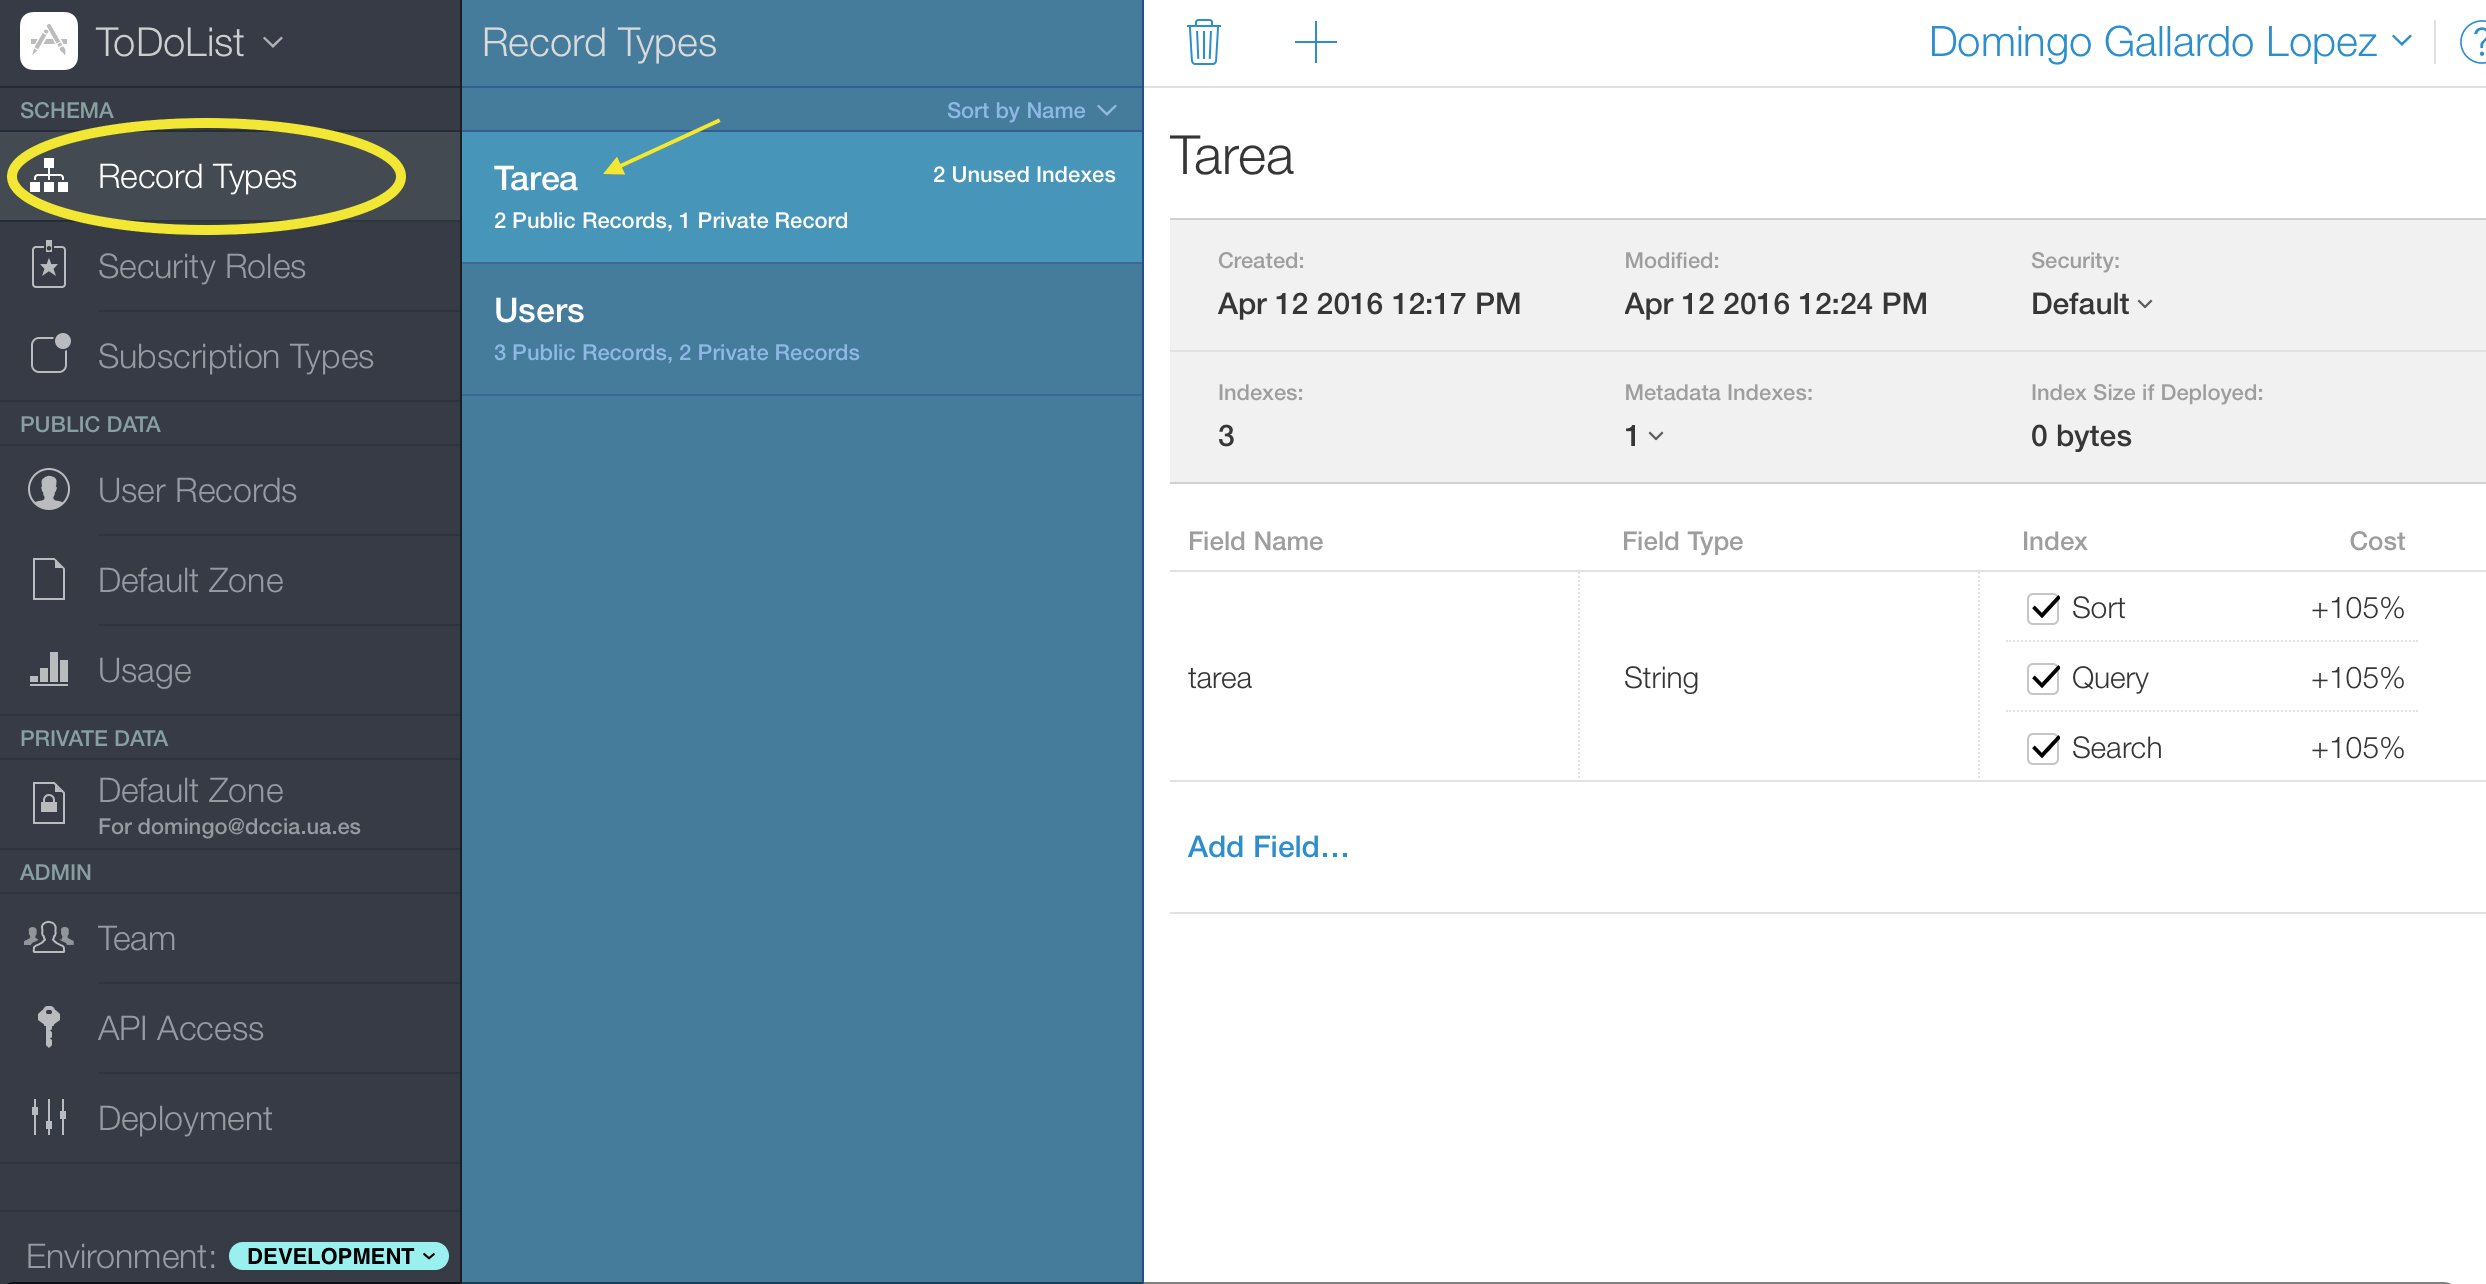 ToDoList
SCHEMA
Record Types
Security Roles
Subscription Types
PUBLIC DATA
User Records
Default Zone
Usage
PRIVATE DATA
Default Zone
For domingo@dccia.ua.es
ADMIN
Team
API Access
Deployment
Environment: DEVELOPMENT
Record Types
Sort by Name
Tarea 2 Unused Indexes
2 Public Records, 1 Private Record
Users
3 Public Records, 2 Private Records
Domingo Gallardo Lopez ?
Tarea
Created: Modified: Security:
Apr 12 2016 12:17 PM Apr 12 2016 12:24 PM Default
Indexes: Metadata Indexes: Index Size if Deployed:
3 1 0 bytes
Field Name Field Type Index Cost
Sort +105%
tarea String Query +105%
Search +105%
Add Field...